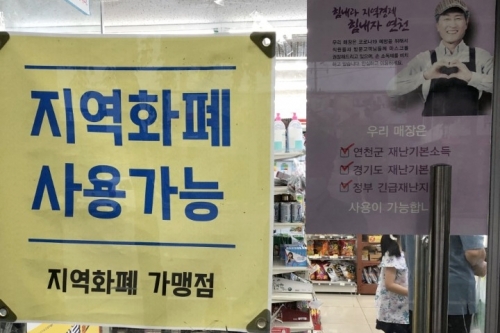 지역화폐
사용가능
지역화폐 가맹점
힘내라 지역경제
힘내자 연천
우리 매장은
연천군 재난기본소득
경기도 재난기본소득
정부 긴급재난지
사용이 가능합니